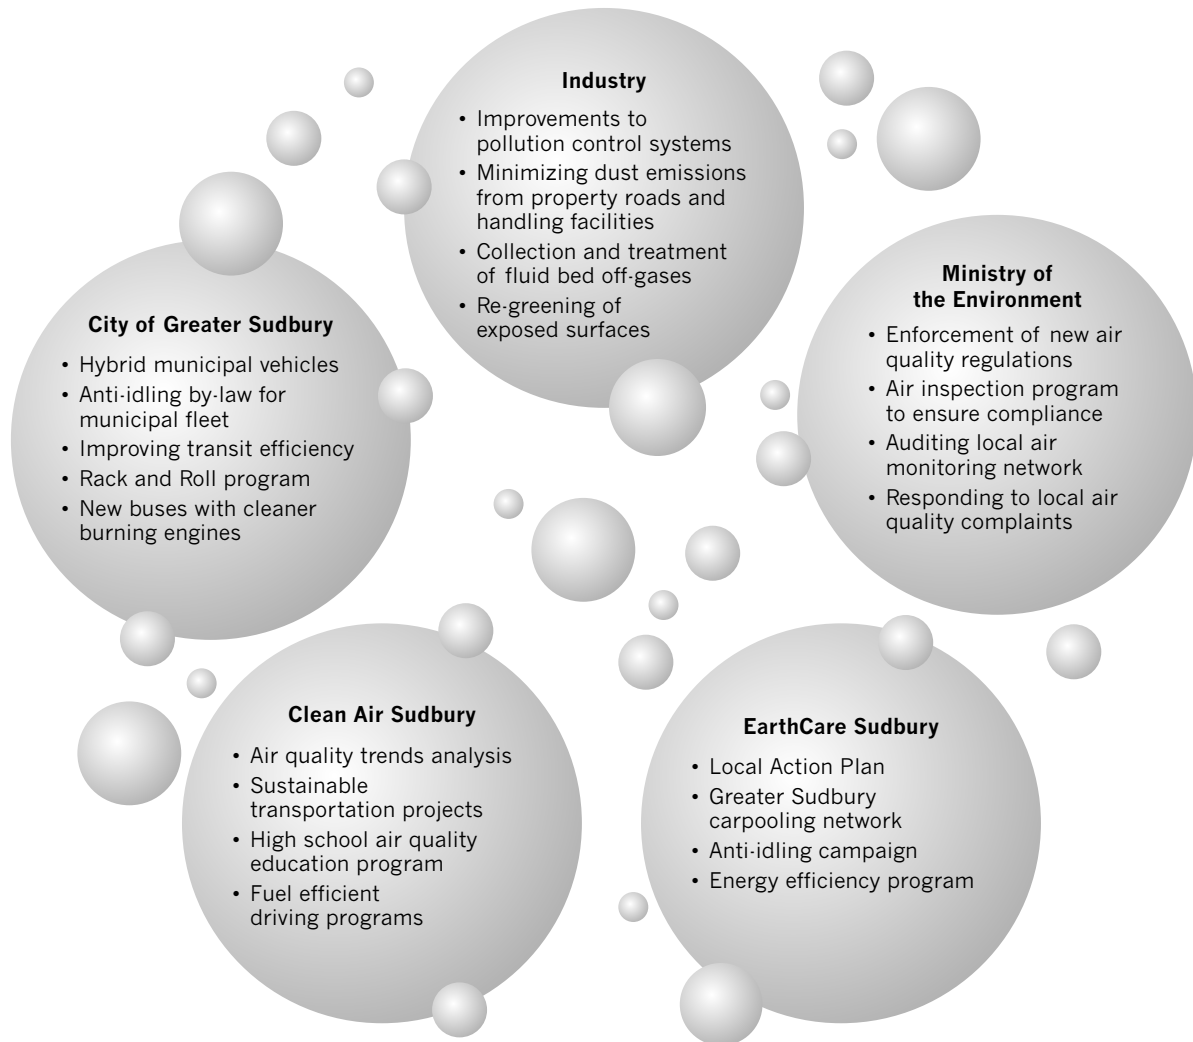 Industry
• Improvements to
pollution control systems
• Minimizing dust emissions
from property roads and
handling facilities
• Collection and treatment
of fluid bed off-gases
• Re-greening of
exposed surfaces
City of Greater Sudbury
• Hybrid municipal vehicles
• Anti-idling by-law for
municipal fleet
• Improving transit efficiency
• Rack and Roll program
• New buses with cleaner
burning engines
Ministry of
the Environment
• Enforcement of new air
quality regulations
• Air inspection program
to ensure compliance
• Auditing local air
monitoring network
• Responding to local air
quality complaints
Clean Air Sudbury
• Air quality trends analysis
• Sustainable
transportation projects
• High school air quality
education program
• Fuel efficient
driving programs
EarthCare Sudbury
• Local Action Plan
• Greater Sudbury
carpooling network
• Anti-idling campaign
• Energy efficiency program